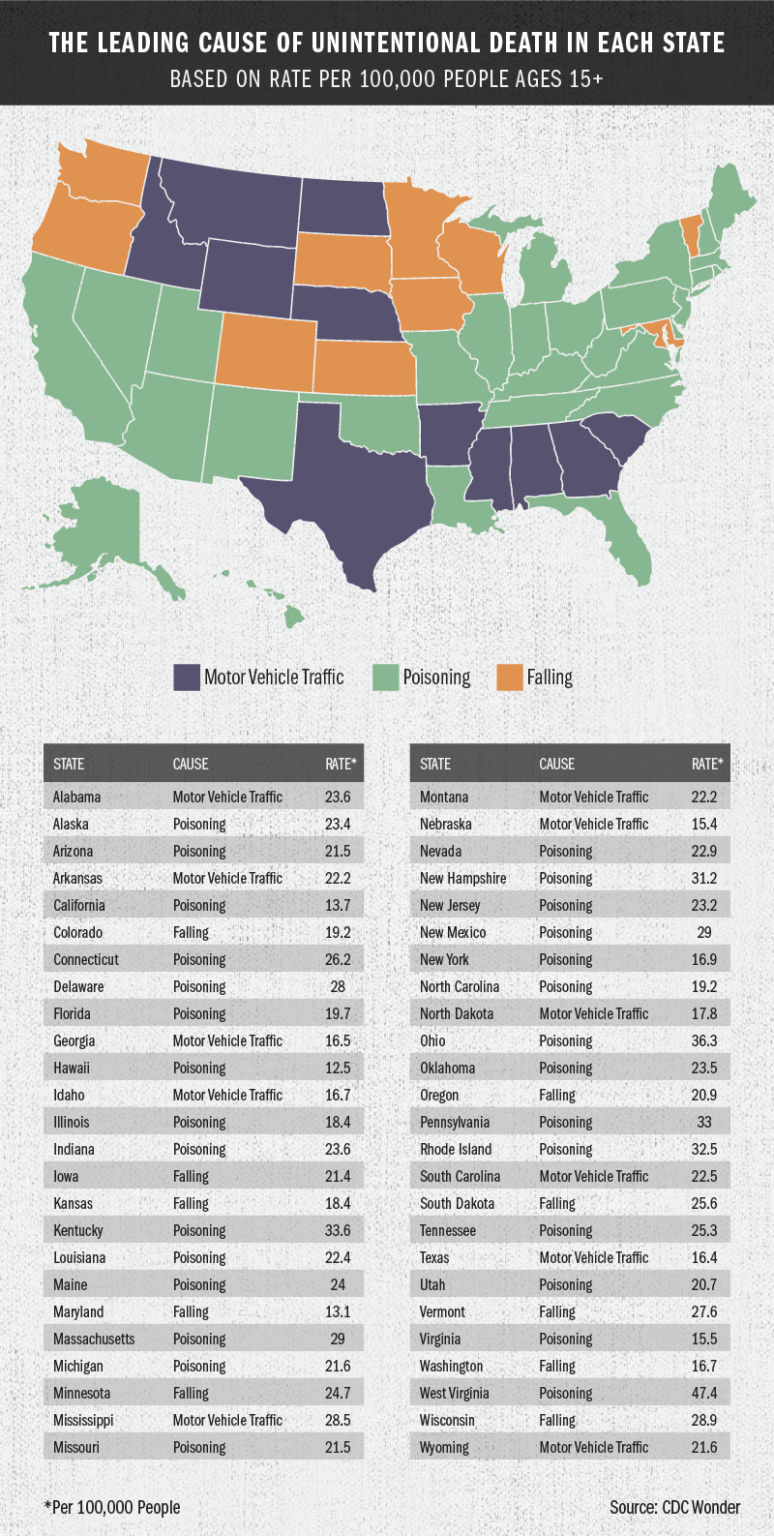 THE LEADING CAUSE OF UNINTENTIONAL DEATH IN EACH STATE
BASED ON RATE PER 100,000 PEOPLE AGES 15+
Motor Vehicle Traffic Poisoning Falling
STATE CAUSE RATE*
Alabama Motor Vehicle Traffic 23.6
Alaska Poisoning 23.4
Arizona Poisoning 21.5
Arkansas Motor Vehicle Traffic 22.2
California Poisoning 13.7
Colorado Falling 19.2
Connecticut Poisoning 26.2
Delaware Poisoning 28
Florida Poisoning 19.7
Georgia Motor Vehicle Traffic 16.5
Hawaii Poisoning 12.5
Idaho Motor Vehicle Traffic 16.7
Illinois Poisoning 18.4
Indiana Poisoning 23.6
Iowa Falling 21.4
Kansas Falling 18.4
Kentucky Poisoning 33.6
Louisiana Poisoning 22.4
Maine Poisoning 24
Maryland Falling 13.1
Massachusetts Poisoning 29
Michigan Poisoning 21.6
Minnesota Falling 24.7
Mississippi Motor Vehicle Traffic 28.5
Missouri Poisoning 21.5
STATE CAUSE RATE*
Montana Motor Vehicle Traffic 22.2
Nebraska Motor Vehicle Traffic 15.4
Nevada Poisoning 22.9
New Hampshire Poisoning 31.2
New Jersey Poisoning 23.2
New Mexico Poisoning 29
New York Poisoning 16.9
North Carolina Poisoning 19.2
North Dakota Motor Vehicle Traffic 17.8
Ohio Poisoning 36.3
Oklahoma Poisoning 23.5
Oregon Falling 20.9
Pennsylvania Poisoning 33
Rhode Island Poisoning 32.5
South Carolina Motor Vehicle Traffic 22.5
South Dakota Falling 25.6
Tennessee Poisoning 25.3
Texas Motor Vehicle Traffic 16.4
Utah Poisoning 20.7
Vermont Falling 27.6
Virginia Poisoning 15.5
Washington Falling 16.7
West Virginia Poisoning 47.4
Wisconsin Falling 28.9
Wyoming Motor Vehicle Traffic 21.6
*Per 100,000 People
Source: CDC Wonder